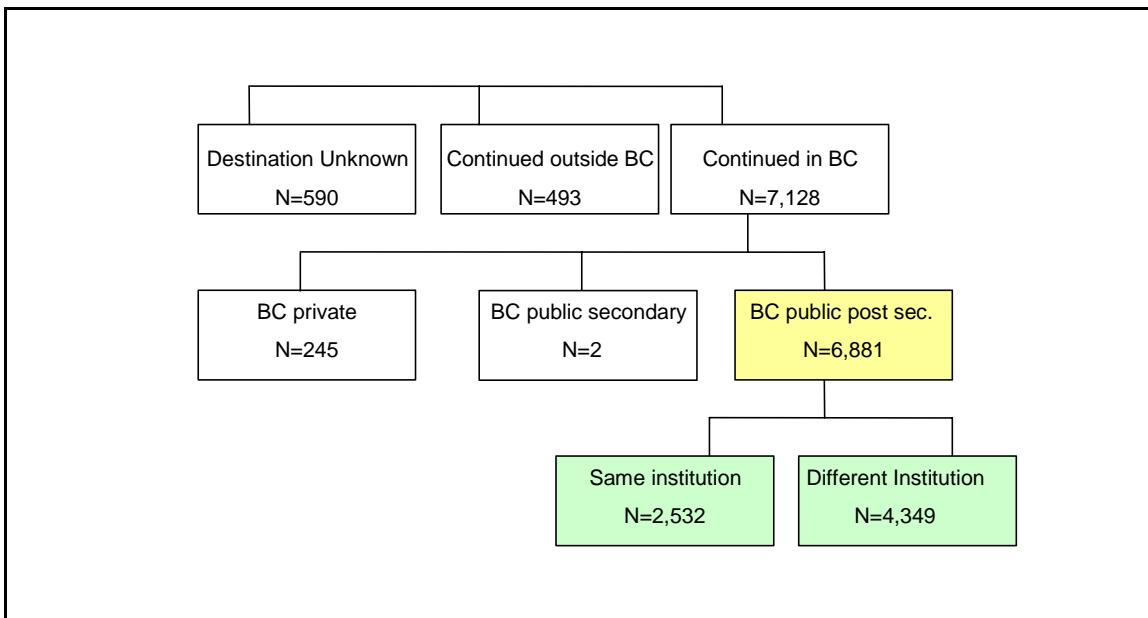 Destination Unknown
N=590
Continued outside BC
N=493
Continued in BC
N=7,128
BC private
N=245
BC public secondary
N=2
BC public post sec.
N=6,881
Same institution
N=2,532
Different Institution
N=4,349